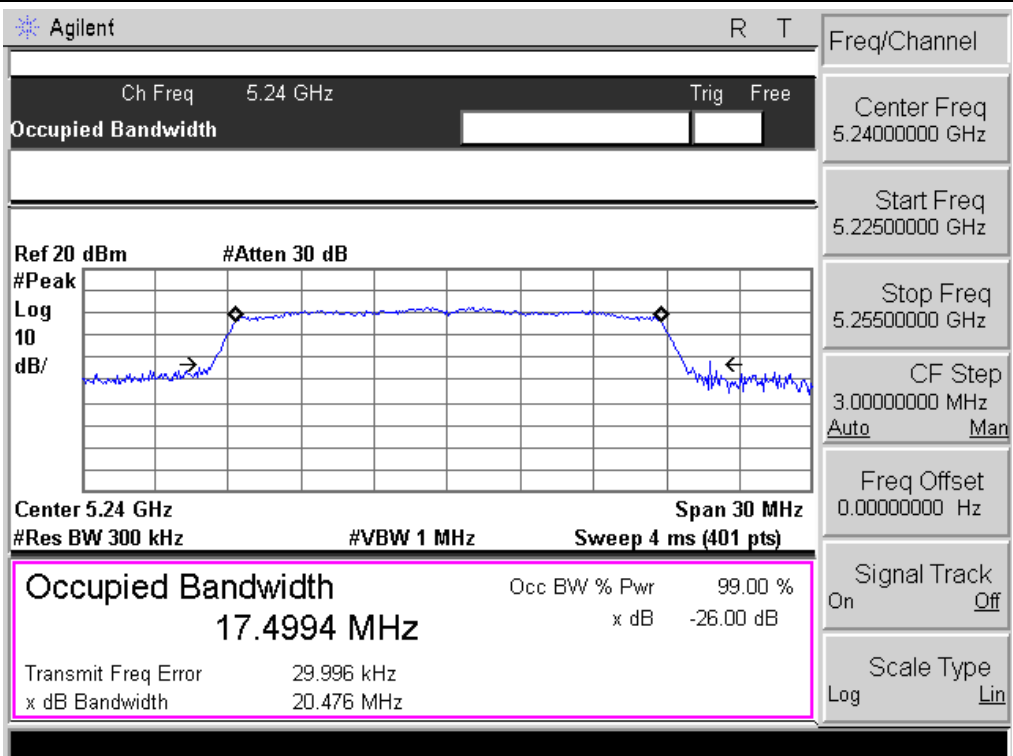 Agilent R T
Ch Freq 5.24 GHz Trig Free
Occupied Bandwidth
Ref 20 dBm #Atten 30 dB
#Peak
Log
10
dB/
Center 5.24 GHz Span 30 MHz
#Res BW 300 kHz #VBW 1 MHz Sweep 4 ms (401 pts)
Occupied Bandwidth
17.4994 MHz
Occ BW % Pwr 99.00 %
x dB -26.00 dB
Transmit Freq Error 29.996 kHz
x dB Bandwidth 20.476 MHz
Freq/Channel
Center Freq
5.24000000 GHz
Start Freq
5.22500000 GHz
Stop Freq
5.25500000 GHz
CF Step
3.00000000 MHz
Auto Man
Freq Offset
0.00000000 Hz
Signal Track
On Off
Scale Type
Log Lin